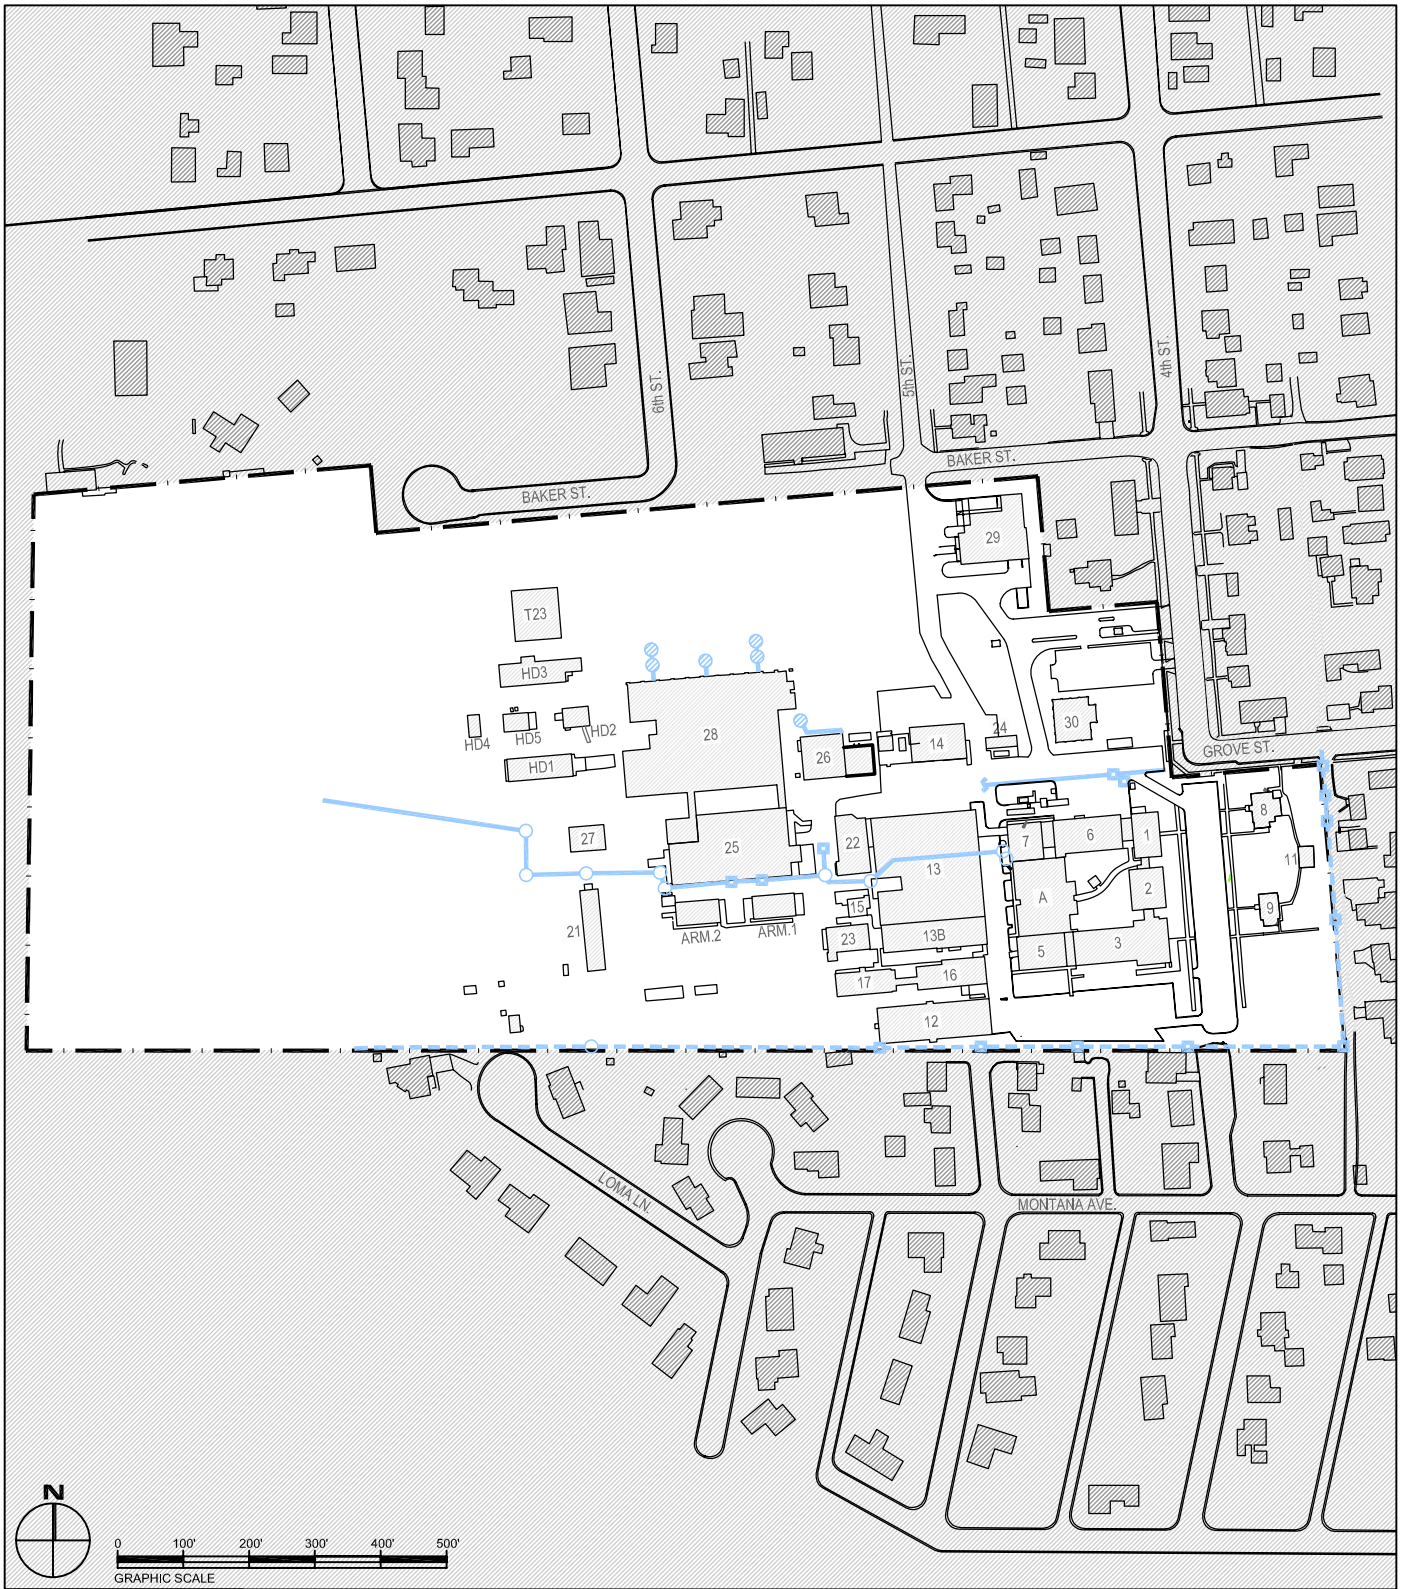 4th ST.
5th ST.
6th ST.
BAKER ST.
BAKER ST.
29
T23
HD3
HD4
HD5
HD2
HD1
28
26
14
24
30
GROVE ST.
27
25
22
13
7
6
1
8
11
2
9
A
15
21
ARM.2
ARM.1
23
13B
5
3
17
16
12
LOMA LN.
MONTANA AVE.
N
0 100' 200' 300' 400' 500'
GRAPHIC SCALE